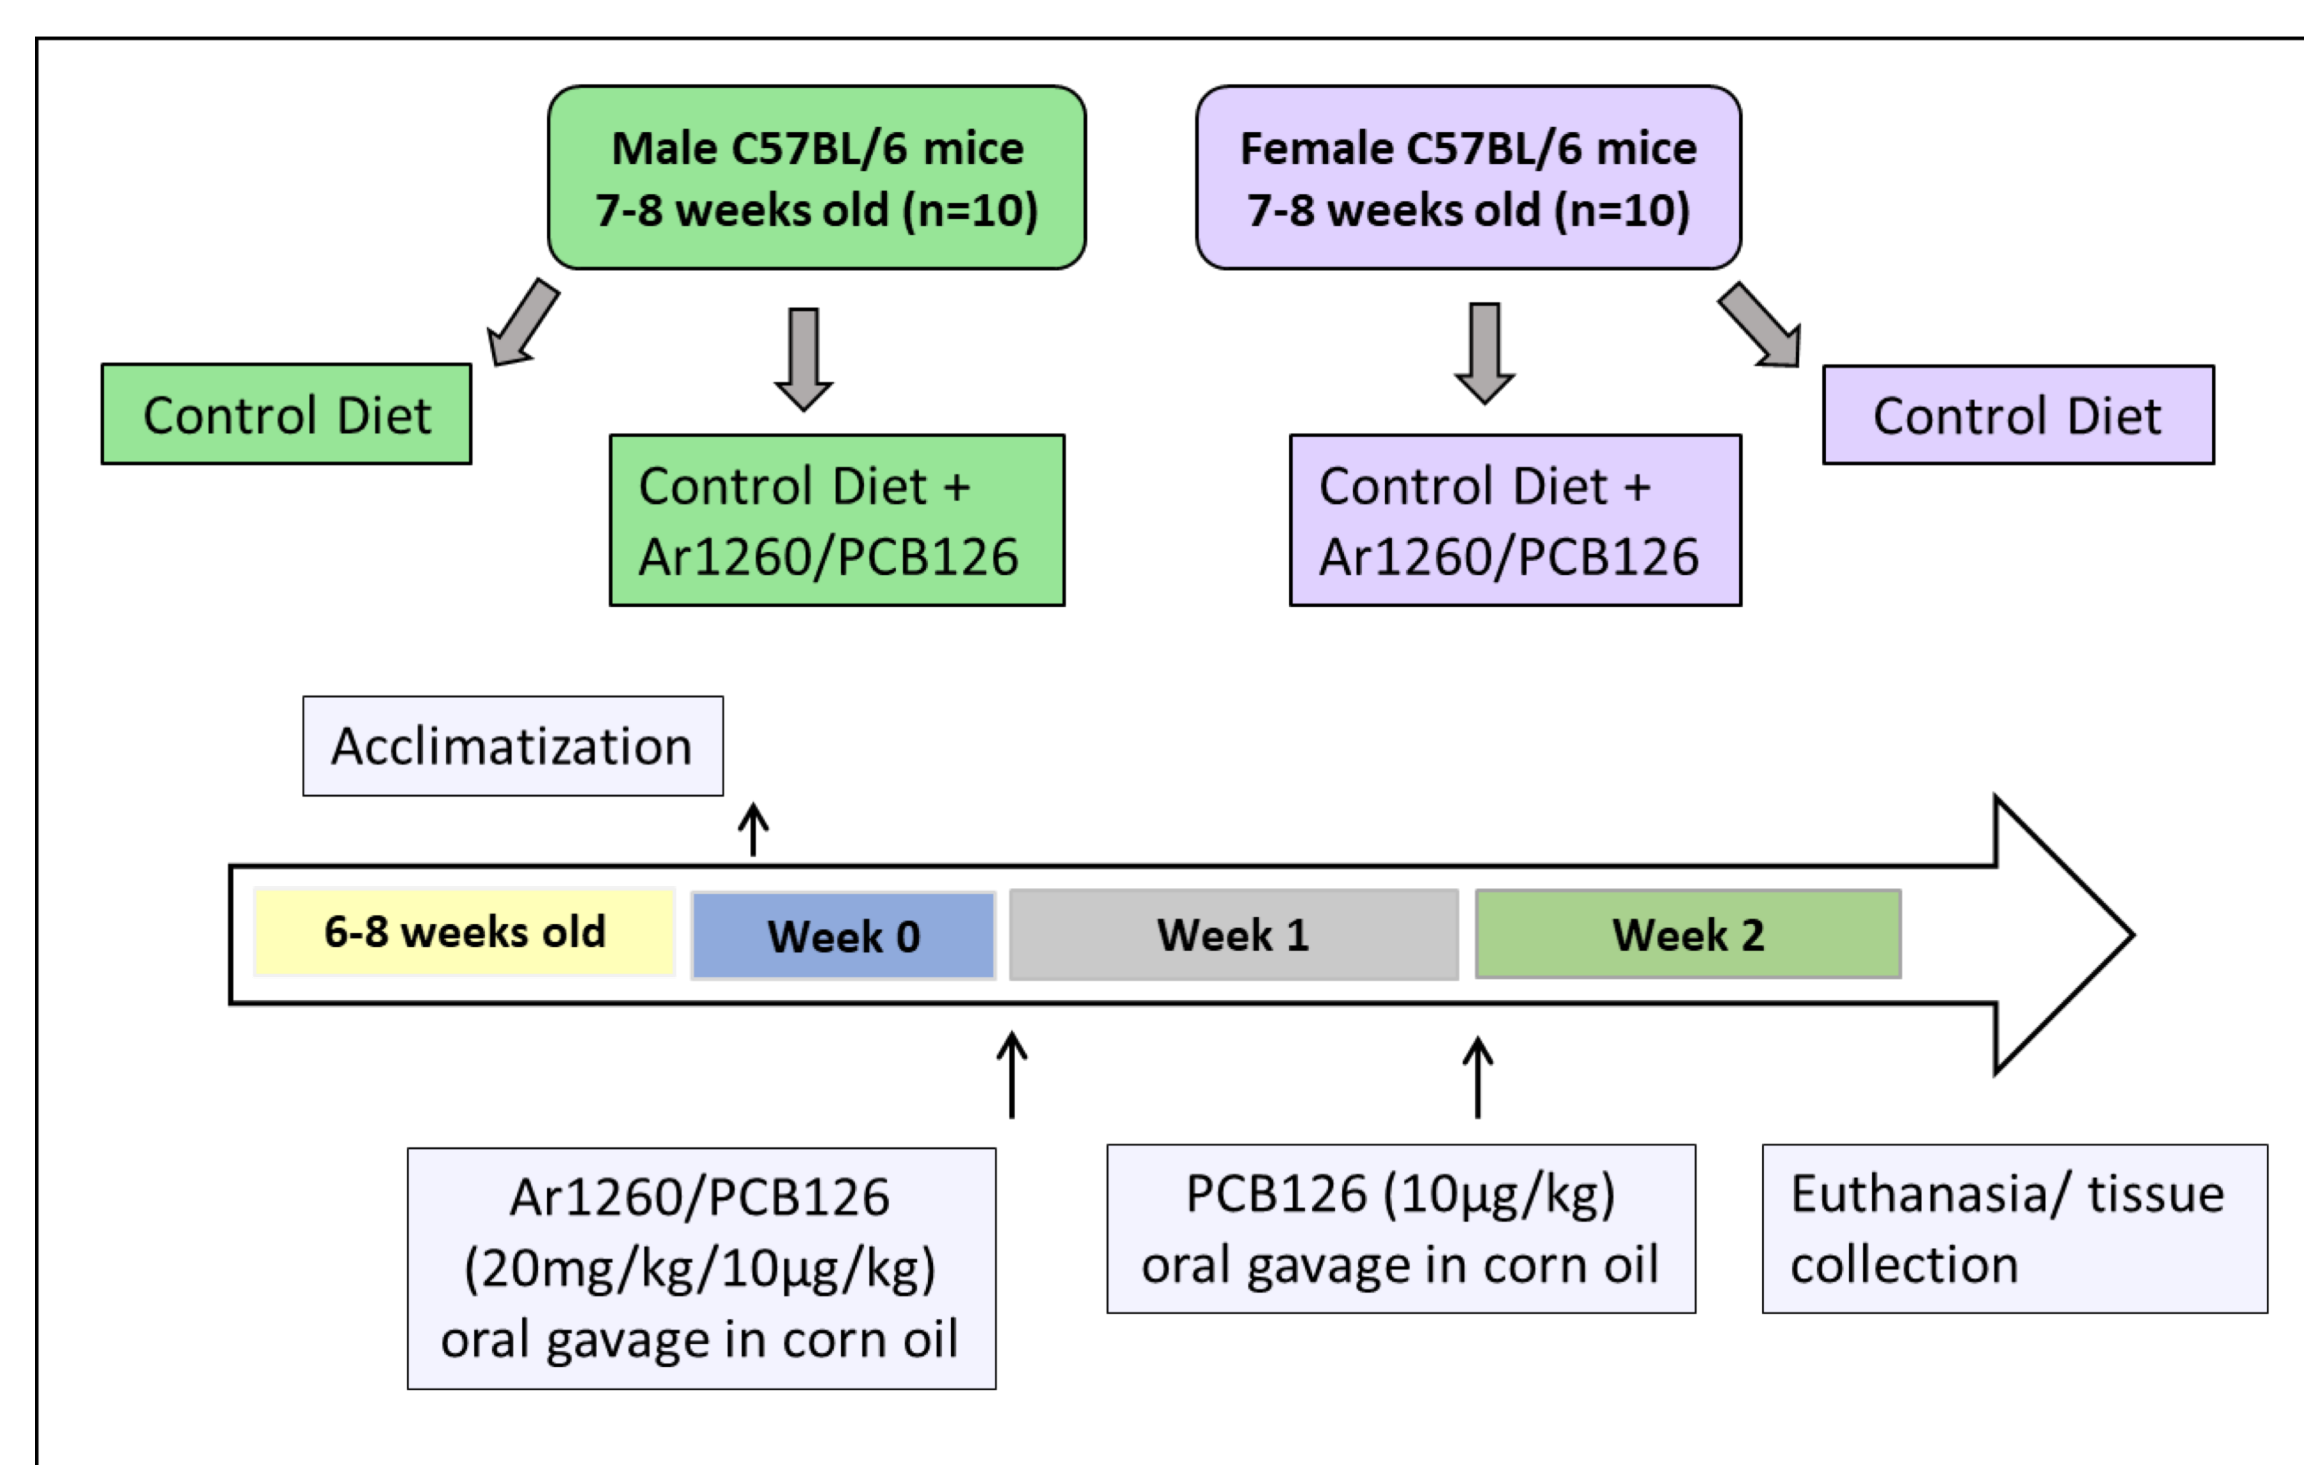 Male C57BL/6 mice
7-8 weeks old (n=10)
Female C57BL/6 mice
7-8 weeks old (n=10)
Control Diet
Control Diet +
Ar1260/PCB126
Control Diet +
Ar1260/PCB126
Control Diet
Acclimatization
6-8 weeks old
Week 0
Week 1
Week 2
Ar1260/PCB126
(20mg/kg/10µg/kg)
oral gavage in corn oil
PCB126 (10µg/kg)
oral gavage in corn oil
Euthanasia/ tissue
collection